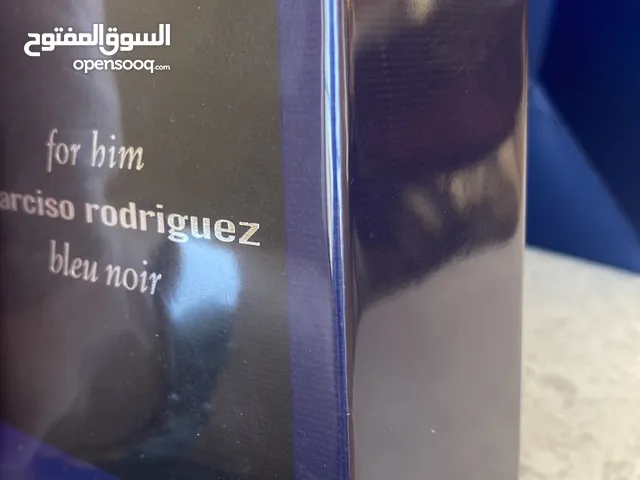 السوق المفتوح
opensooq.com
for him
arciso rodriguez
bleu noir